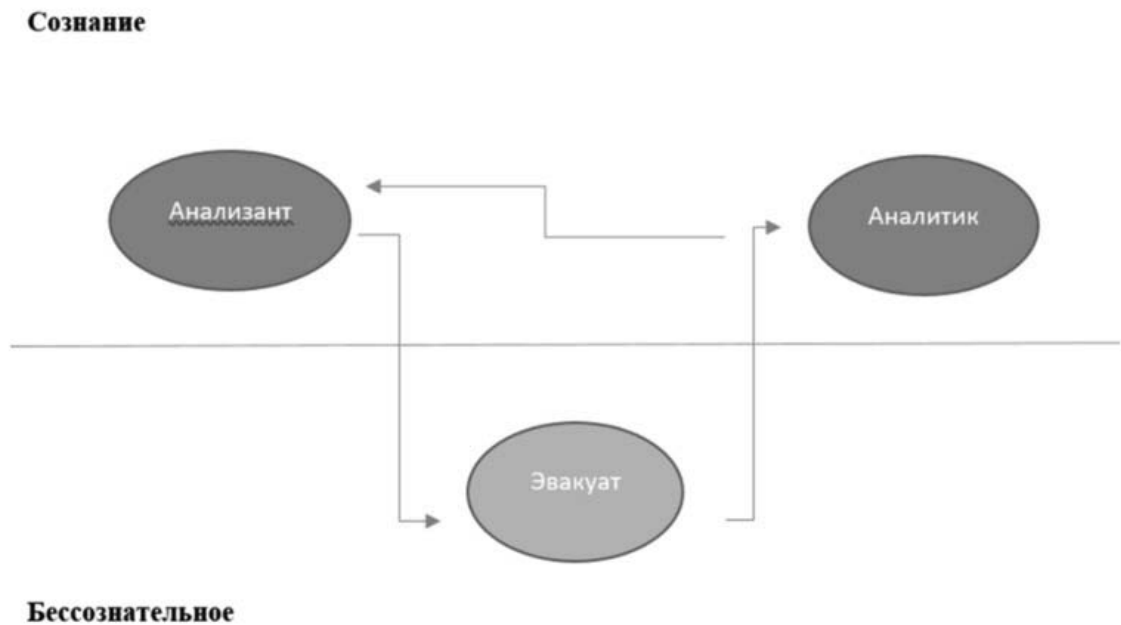 Сознание
Анализант
Аналитик
Эвакуат
Бессознательное